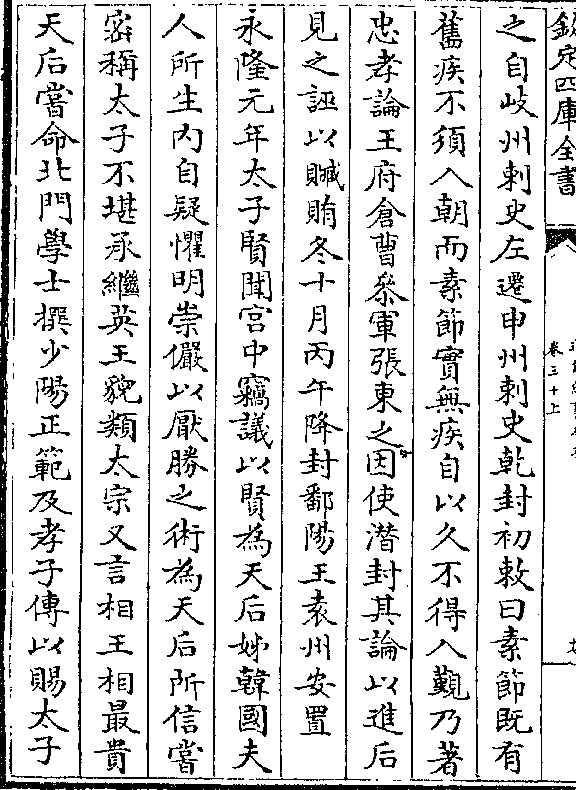 欽定四庫全書
卷三十上
之自岐州刺史左遷申州刺史乾封初敕曰素節既有
舊疾不須入朝而素節實無疾自以久不得入覲乃著
忠孝論王府倉曹叅軍張東之因使潜封其論以進后
見之誣以贓賄冬十月丙午降封鄱陽王袁州安置
永隆元年太子賢聞宫中竊議以賢為天后姊韓國夫
人所生内自疑懼明崇儼以厭勝之術為天后所信嘗
宻稱太子不堪承繼英王貌類太宗又言相王相最貴
天后嘗命北門學士撰少陽正範及孝子傳以賜太子